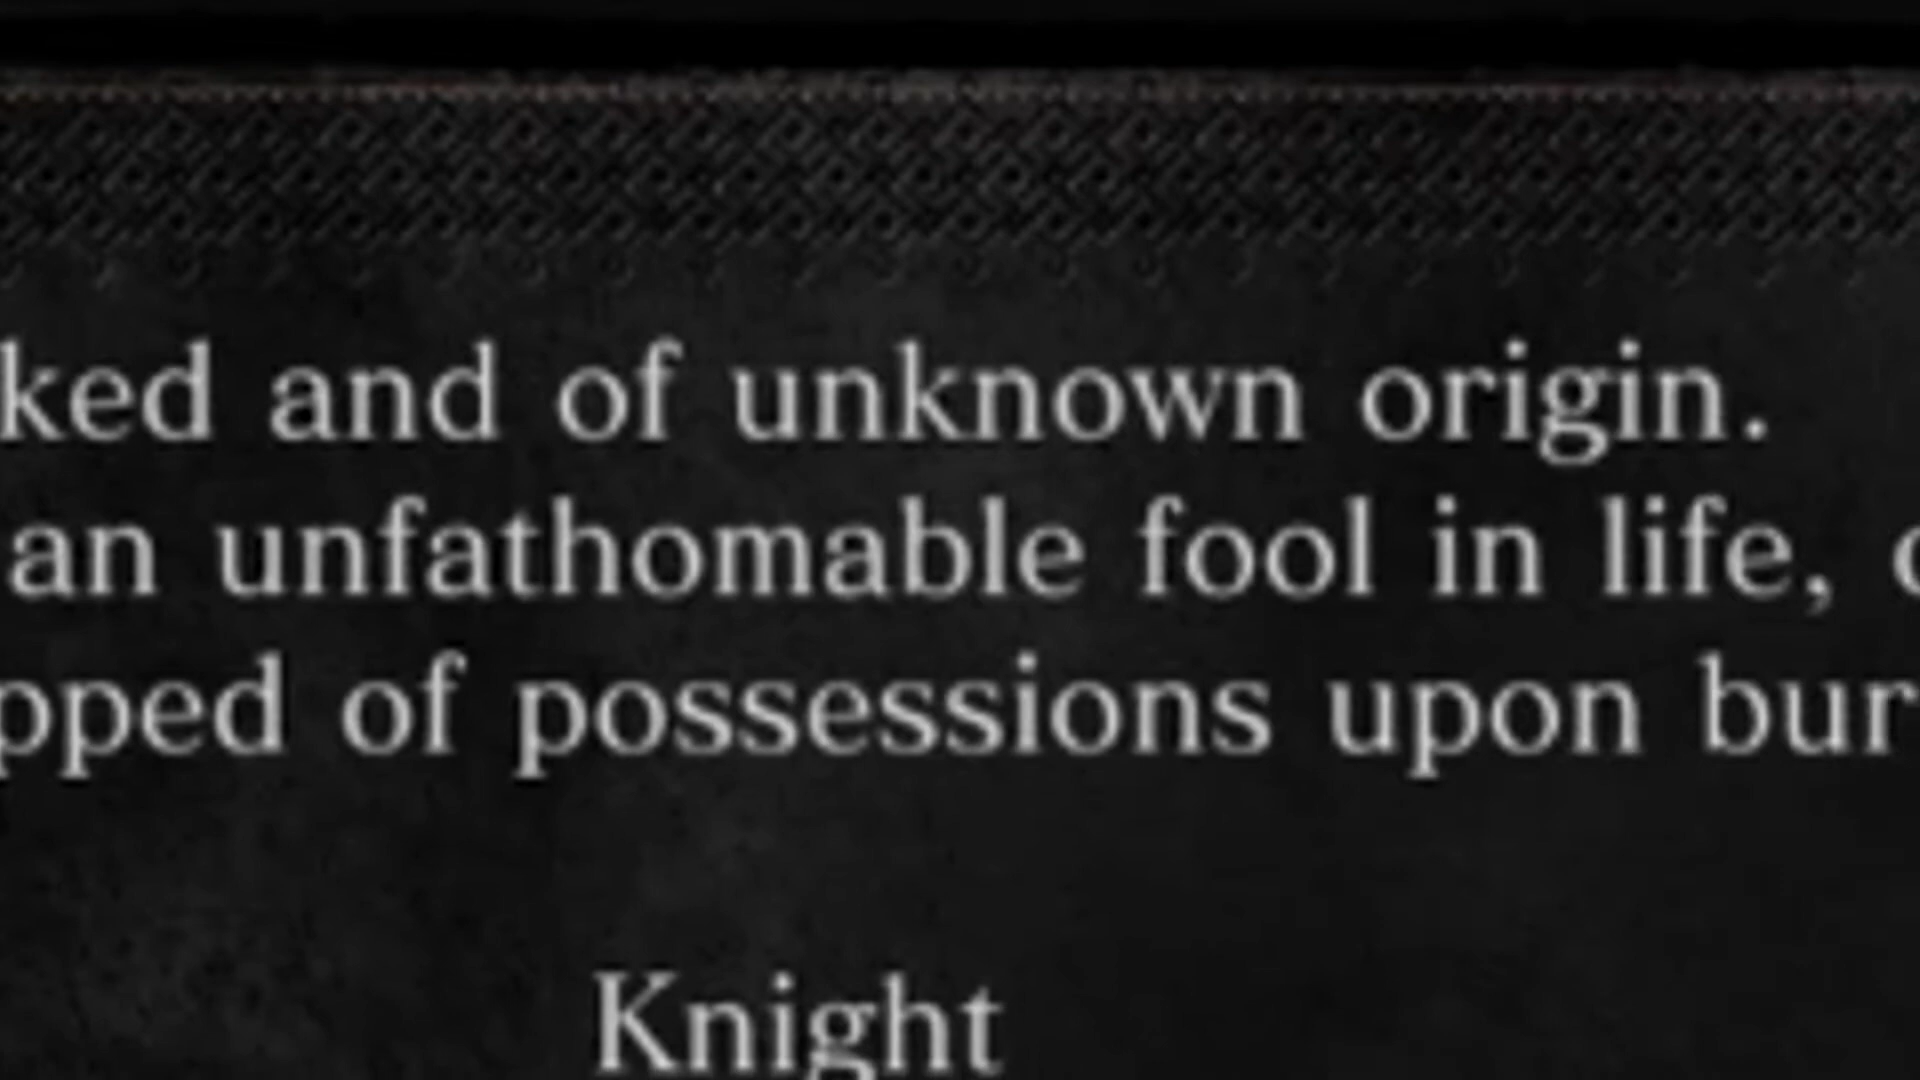 ked and of unknown origin.
an unfathomable fool in life, o
pped of possessions upon bur
Knight